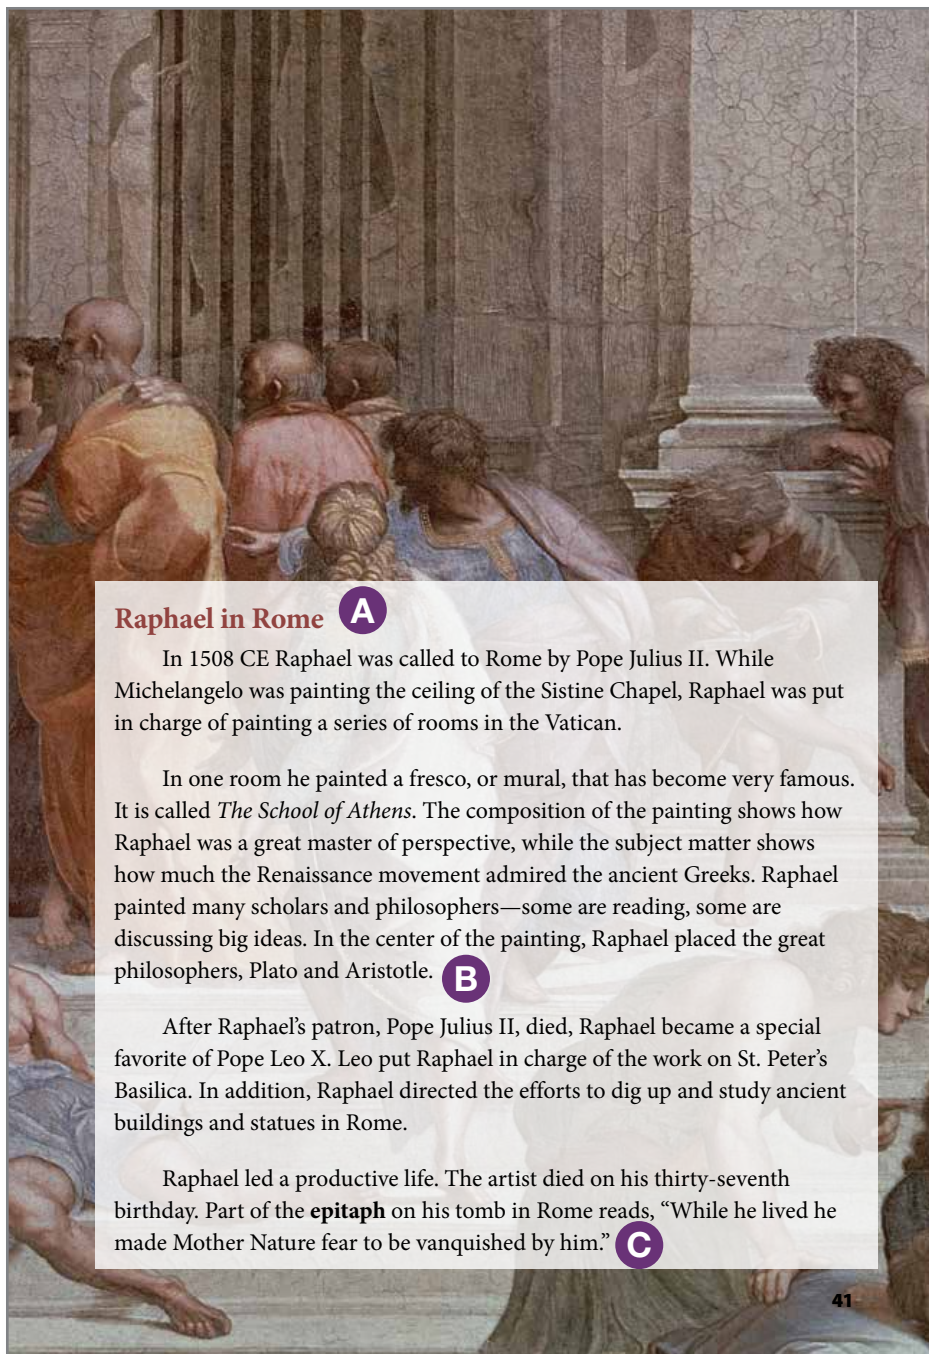 Raphael in Rome A
In 1508 CE Raphael was called to Rome by Pope Julius II. While
Michelangelo was painting the ceiling of the Sistine Chapel, Raphael was put
in charge of painting a series of rooms in the Vatican.
In one room he painted a fresco, or mural, that has become very famous.
It is called The School of Athens. The composition of the painting shows how
Raphael was a great master of perspective, while the subject matter shows
how much the Renaissance movement admired the ancient Greeks. Raphael
painted many scholars and philosophers—some are reading, some are
discussing big ideas. In the center of the painting, Raphael placed the great
philosophers, Plato and Aristotle. B
After Raphael’s patron, Pope Julius II, died, Raphael became a special
favorite of Pope Leo X. Leo put Raphael in charge of the work on St. Peter’s
Basilica. In addition, Raphael directed the efforts to dig up and study ancient
buildings and statues in Rome.
Raphael led a productive life. The artist died on his thirty-seventh
birthday. Part of the epitaph on his tomb in Rome reads, “While he lived he
made Mother Nature fear to be vanquished by him.” C
41